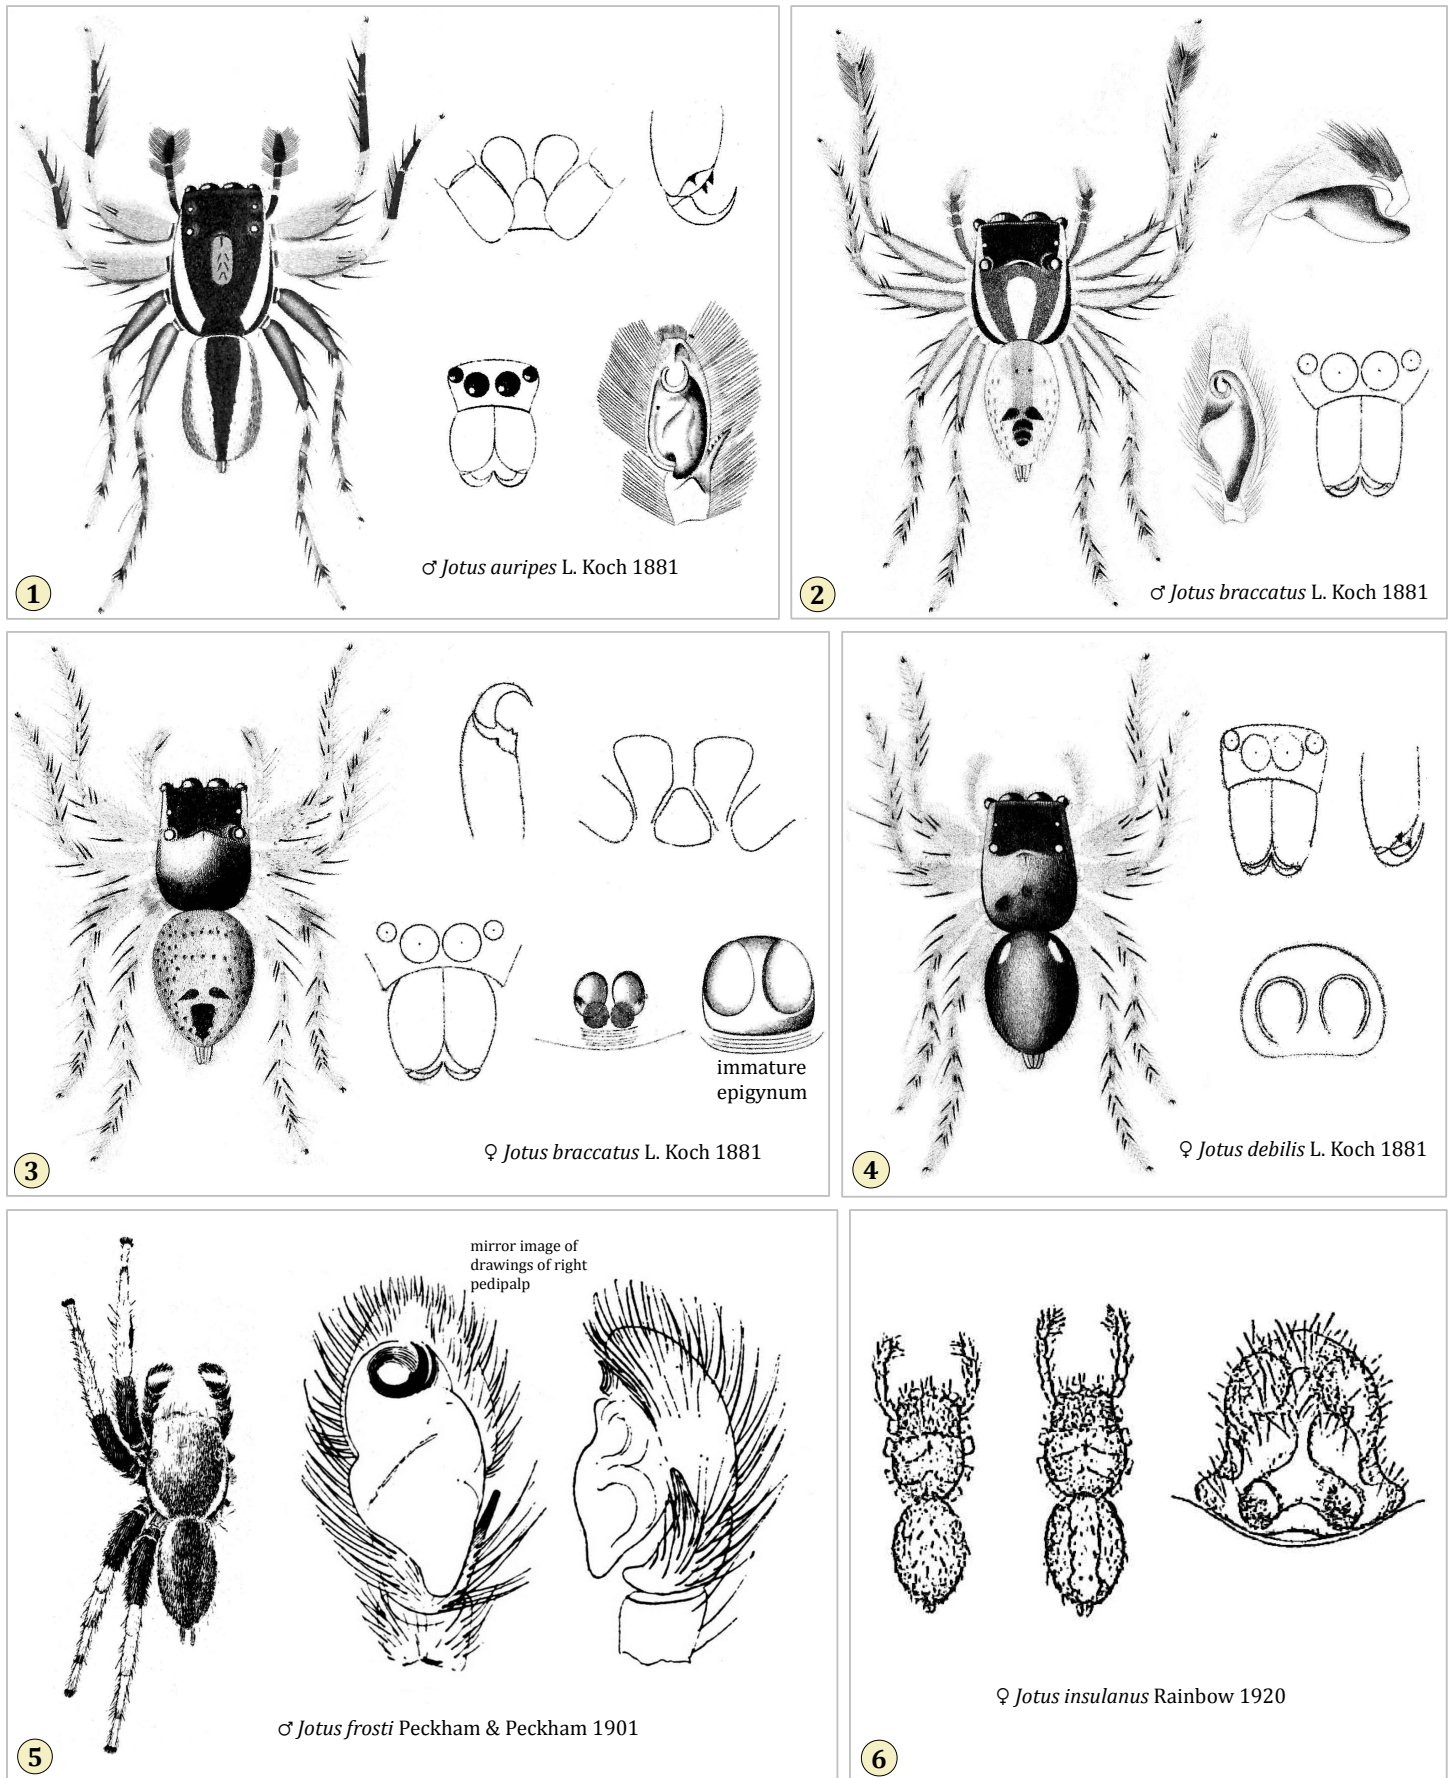 ♂ Jotus auripes L. Koch 1881
1
♂ Jotus braccatus L. Koch 1881
2
immature
epigynum
♀ Jotus braccatus L. Koch 1881
3
♀ Jotus debilis L. Koch 1881
4
mirror image of
drawings of right
pedipalp
♂ Jotus frosti Peckham & Peckham 1901
5
♀ Jotus insulanus Rainbow 1920
6